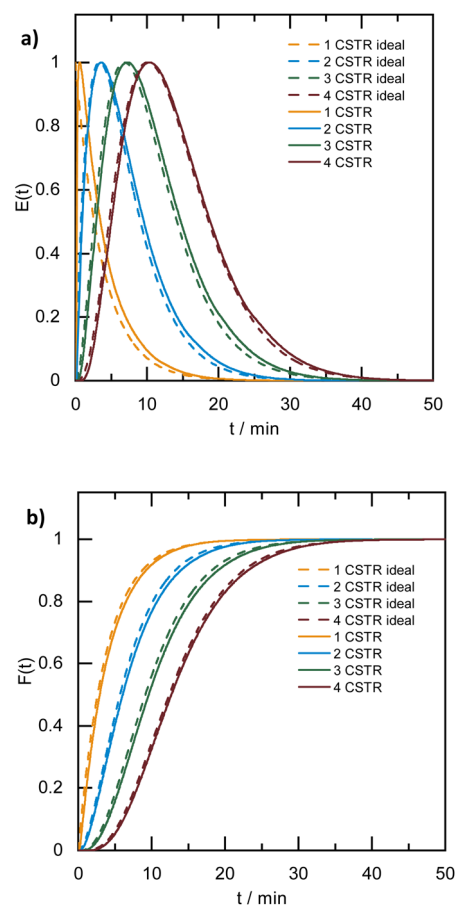 a)
1
0.8
0.6
0.4
0.2
0
E(t)
1 CSTR ideal
2 CSTR ideal
3 CSTR ideal
4 CSTR ideal
1 CSTR
2 CSTR
3 CSTR
4 CSTR
0 10 20 30 40 50
t / min
b)
1
0.8
0.6
0.4
0.2
0
F(t)
1 CSTR ideal
2 CSTR ideal
3 CSTR ideal
4 CSTR ideal
1 CSTR
2 CSTR
3 CSTR
4 CSTR
0 10 20 30 40 50
t / min